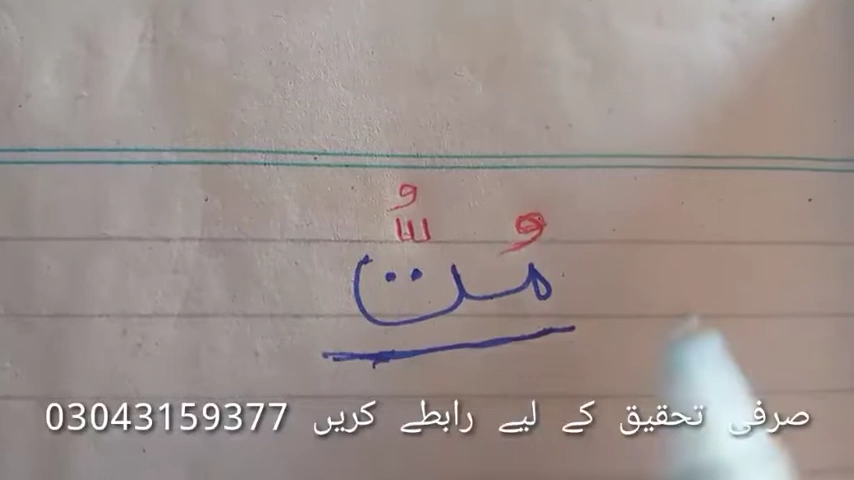 مُتُّ
صرفی تحقیق کے لیے رابطے کریں 03043159377